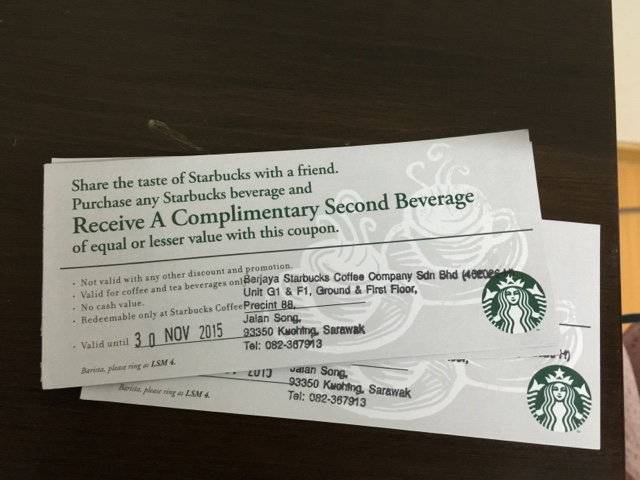 Share the taste of Starbucks with a friend.
Purchase any Starbucks beverage and
Receive A Complimentary Second Beverage
of equal or lesser value with this coupon.
· Not valid with any other discount and promotion.
· Valid for coffee and tea beverages only
· No cash value.
· Redeemable only at Starbucks Coffee
· Valid until 30 NOV 2015
Barista, please ring as LSM 4.
Berjaya Starbucks Coffee Company Sdn Bhd
Unit G1 & F1, Ground & First Floor,
Precint 88,
Jalan Song,
93350 Kuching, Sarawak
Tel: 082-367913
2015
Barista, please ring as LSM 4.
Jalan Song,
93350 Kuching, Sarawak
Tel: 082-367913